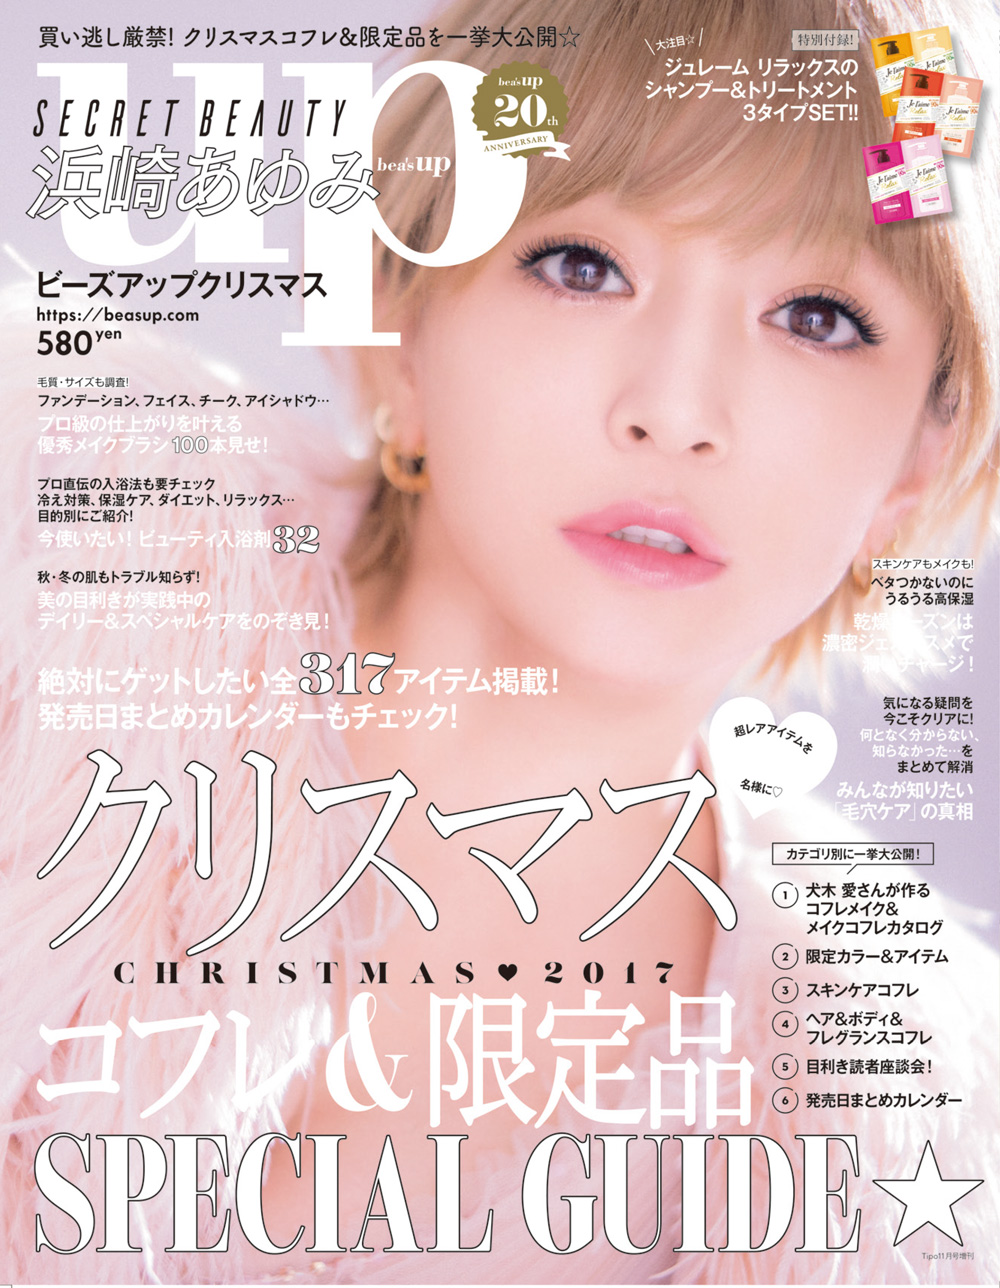 買い逃し厳禁! クリスマスコフレ&限定品を一挙大公開☆
up
SECRET BEAUTY
浜崎あゆみ
bea's up
bea's up
20th
ANNIVERSARY
大注目☆
特別付録!
ジュレーム リラックスの
シャンプー&トリートメント
3タイプSET!!
Je l'aime
Relax
Je l'aime
Relax
Je l'aime
Relax
ビーズアップクリスマス
https://beasup.com
580yen
毛質・サイズも調査!
ファンデーション、フェイス、チーク、アイシャドウ…
プロ級の仕上がりを叶える
優秀メイクブラシ100本見せ!
プロ直伝の入浴法も要チェック
冷え対策、保湿ケア、ダイエット、リラックス…
目的別にご紹介!
今使いたい! ビューティ入浴剤32
秋・冬の肌もトラブル知らず!
美の目利きが実践中の
デイリー&スペシャルケアをのぞき見!
スキンケアもメイクも!
ベタつかないのに
うるうる高保湿
乾燥シーズンは
濃密ジェルコスメで
潤いチャージ!
絶対にゲットしたい全317アイテム掲載!
発売日まとめカレンダーもチェック!
超レアアイテムを
名様に♡
気になる疑問を
今こそクリアに!
何となく分からない、
知らなかった…を
まとめて解消
みんなが知りたい
「毛穴ケア」の真相
クリスマス
CHRISTMAS♥2017
コフレ&限定品
SPECIAL GUIDE★
カテゴリ別に一挙大公開!
1 犬木 愛さんが作る
コフレメイク&
メイクコフレカタログ
2 限定カラー&アイテム
3 スキンケアコフレ
4 ヘア&ボディ&
フレグランスコフレ
5 目利き読者座談会!
6 発売日まとめカレンダー
Tipo11月号増刊